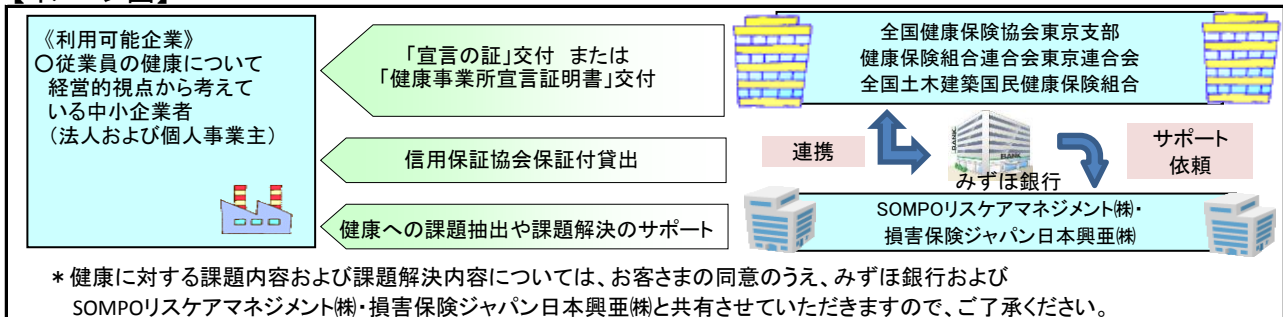 《利用可能企業》
〇従業員の健康について
経営的視点から考えて
いる中小企業者
（法人および個人事業主）
「宣言の証」交付 または
「健康事業所宣言証明書」交付
信用保証協会保証付貸出
健康への課題抽出や課題解決のサポート
全国健康保険協会東京支部
健康保険組合連合会東京連合会
全国土木建築国民健康保険組合
連携
BANK
BANK
みずほ銀行
サポート
依頼
SOMPOリスケアマネジメント㈱・
損害保険ジャパン日本興亜㈱
＊健康に対する課題内容および課題解決内容については、お客さまの同意のうえ、みずほ銀行および
SOMPOリスケアマネジメント㈱・損害保険ジャパン日本興亜㈱と共有させていただきますので、ご了承ください。